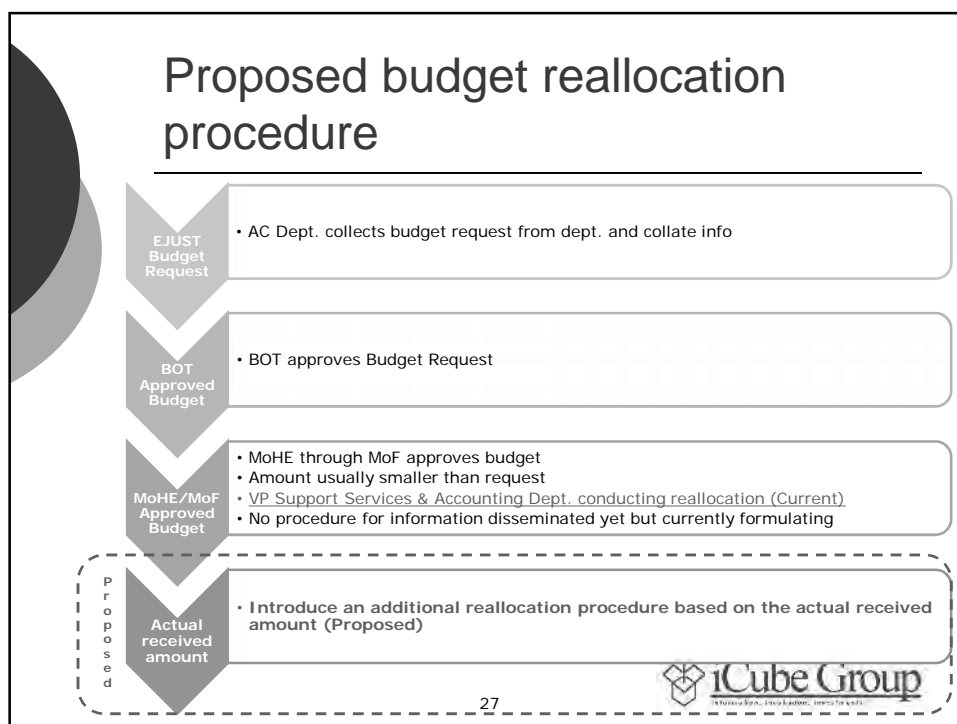 Proposed budget reallocation
procedure
EJUST
Budget
Request
• AC Dept. collects budget request from dept. and collate info
BOT
Approved
Budget
• BOT approves Budget Request
MoHE/MoF
Approved
Budget
• MoHE through MoF approves budget
• Amount usually smaller than request
• VP Support Services & Accounting Dept. conducting reallocation (Current)
• No procedure for information disseminated yet but currently formulating
Proposed
Actual
received
amount
• Introduce an additional reallocation procedure based on the actual received
amount (Proposed)
iCube Group
27